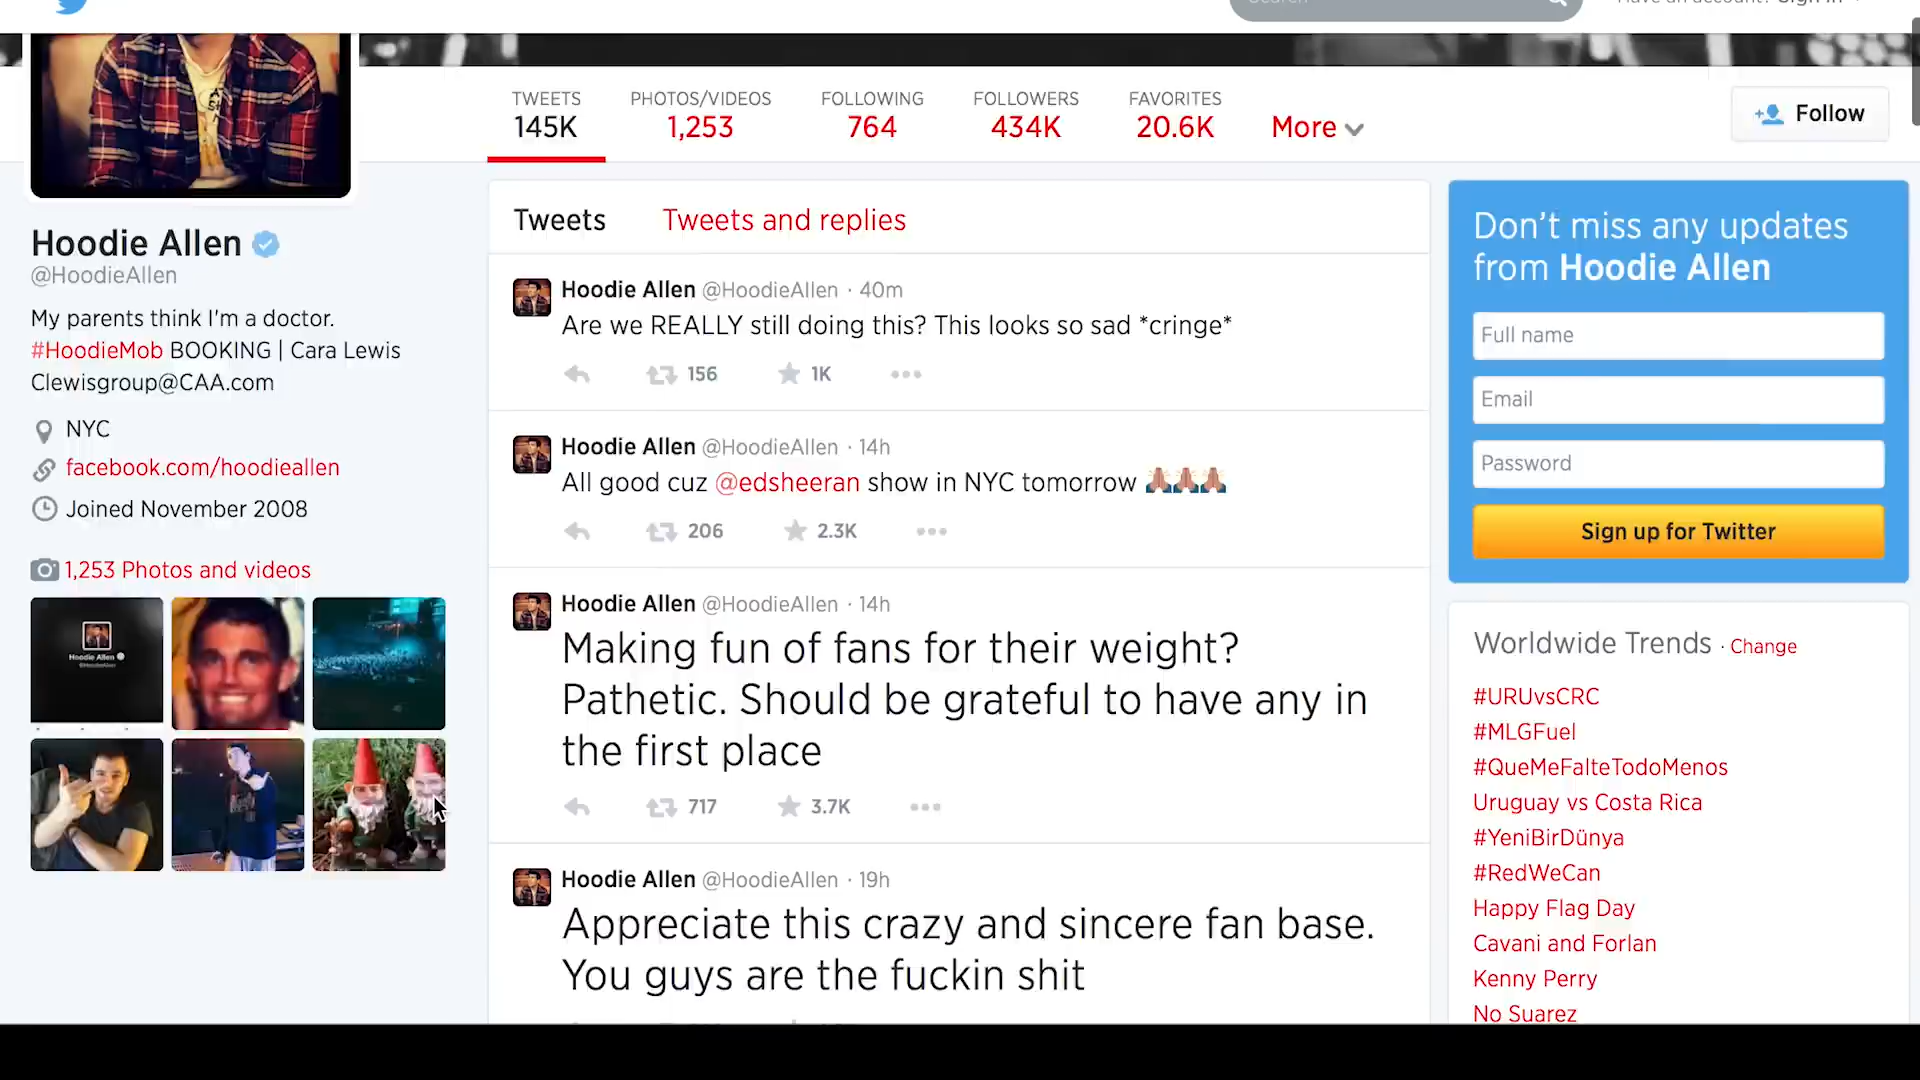 Search
Have an account? Sign in
TWEETS
145K
PHOTOS/VIDEOS
1,253
FOLLOWING
764
FOLLOWERS
434K
FAVORITES
20.6K
More
Follow
Hoodie Allen
@HoodieAllen
My parents think I'm a doctor.
#HoodieMob BOOKING | Cara Lewis
Clewisgroup@CAA.com
NYC
facebook.com/hoodieallen
Joined November 2008
1,253 Photos and videos
Hoodie Allen
Tweets
Tweets and replies
Hoodie Allen @HoodieAllen · 40m
Are we REALLY still doing this? This looks so sad *cringe*
156
1K
Hoodie Allen @HoodieAllen · 14h
All good cuz @edsheeran show in NYC tomorrow 🙏🙏🙏
206
2.3K
Hoodie Allen @HoodieAllen · 14h
Making fun of fans for their weight?
Pathetic. Should be grateful to have any in
the first place
717
3.7K
Hoodie Allen @HoodieAllen · 19h
Appreciate this crazy and sincere fan base.
You guys are the fuckin shit
Don't miss any updates
from Hoodie Allen
Full name
Email
Password
Sign up for Twitter
Worldwide Trends · Change
#URUvsCRC
#MLGFuel
#QueMeFalteTodoMenos
Uruguay vs Costa Rica
#YeniBirDünya
#RedWeCan
Happy Flag Day
Cavani and Forlan
Kenny Perry
No Suarez